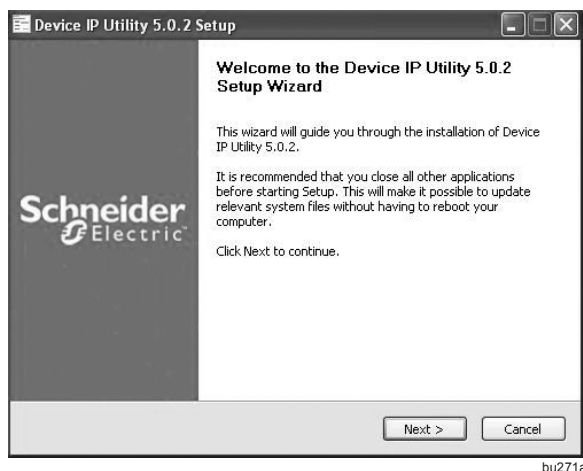 Device IP Utility 5.0.2 Setup
Welcome to the Device IP Utility 5.0.2
Setup Wizard
This wizard will guide you through the installation of Device
IP Utility 5.0.2.
It is recommended that you close all other applications
before starting Setup. This will make it possible to update
relevant system files without having to reboot your
computer.
Click Next to continue.
Schneider
Electric
Next >
Cancel
bu271a